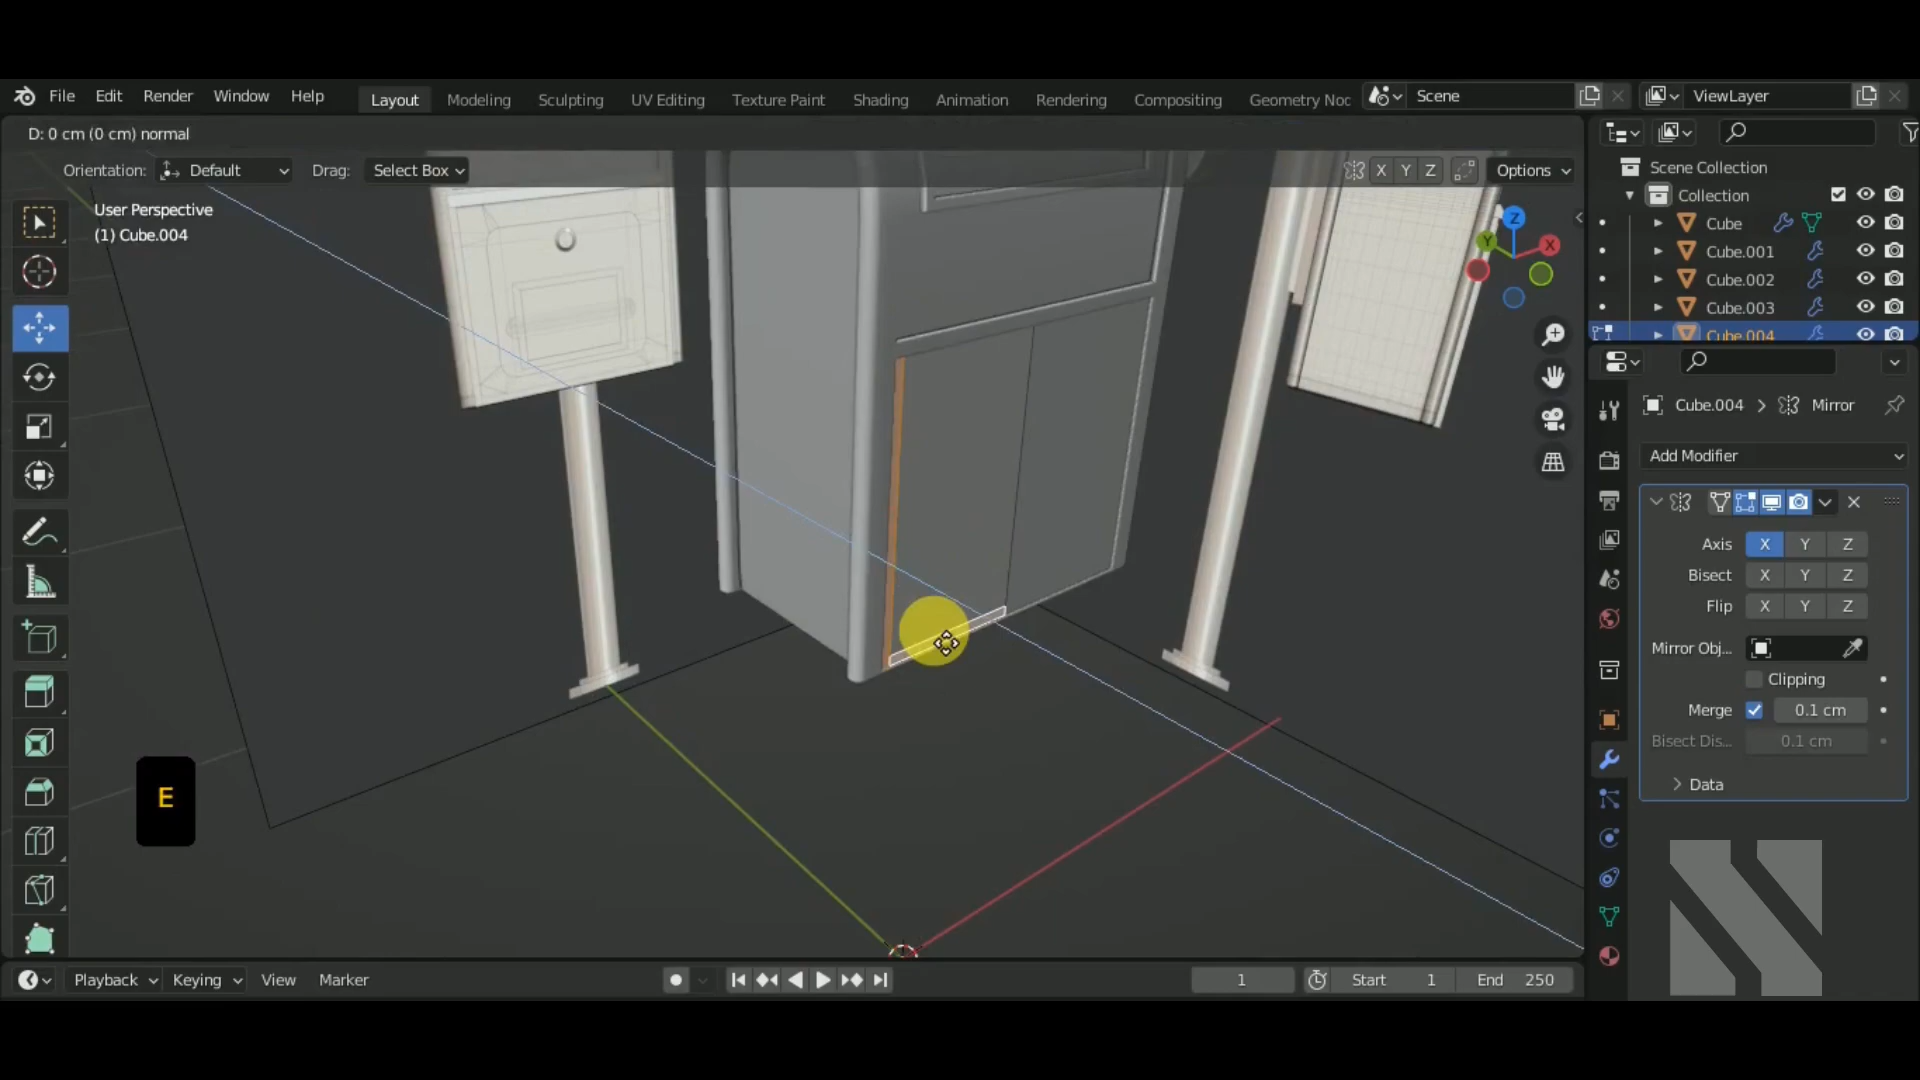 File Edit Render Window Help Layout Modeling Sculpting UV Editing Texture Paint Shading Animation Rendering Compositing Geometry Noc Scene ViewLayer
D: 0 cm (0 cm) normal
Orientation: Default Drag: Select Box X Y Z Options
User Perspective
(1) Cube.004
Z
Y
X
Scene Collection
Collection
Cube
Cube.001
Cube.002
Cube.003
Cube.004
Cube.004 > Mirror
Add Modifier
Axis X Y Z
Bisect X Y Z
Flip X Y Z
Mirror Obj...
Clipping
Merge 0.1 cm
Bisect Dis... 0.1 cm
Data
E
Playback Keying View Marker 1 Start 1 End 250